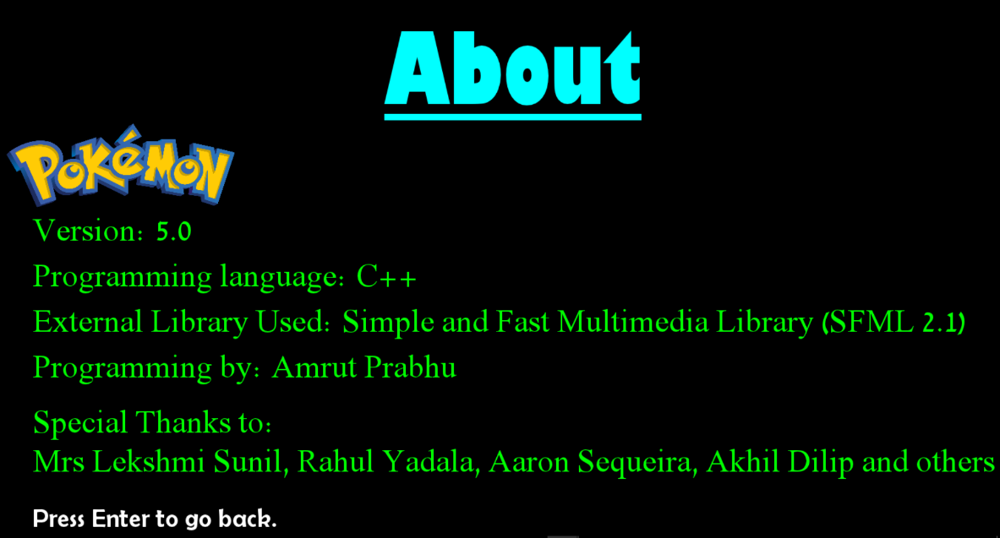 About
POKéMON
Version: 5.0
Programming language: C++
External Library Used: Simple and Fast Multimedia Library (SFML 2.1)
Programming by: Amrut Prabhu
Special Thanks to:
Mrs Lekshmi Sunil, Rahul Yadala, Aaron Sequeira, Akhil Dilip and others
Press Enter to go back.